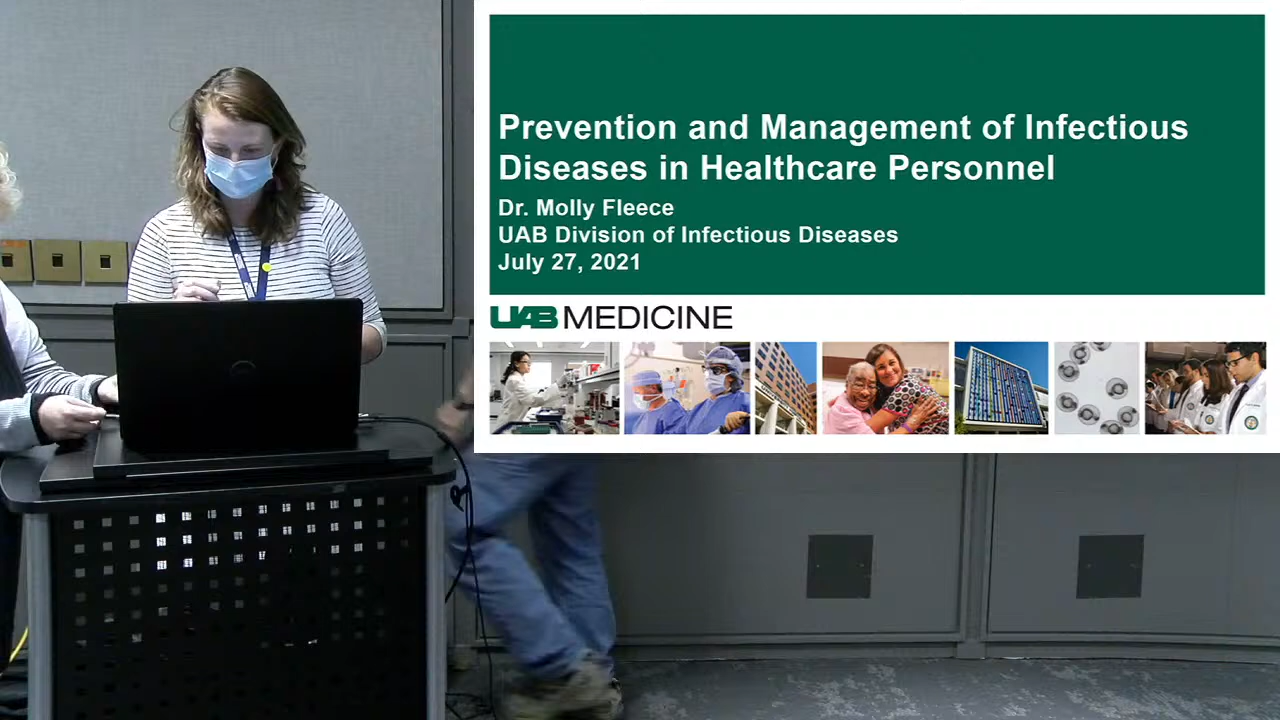 Prevention and Management of Infectious
Diseases in Healthcare Personnel
Dr. Molly Fleece
UAB Division of Infectious Diseases
July 27, 2021
UAB MEDICINE